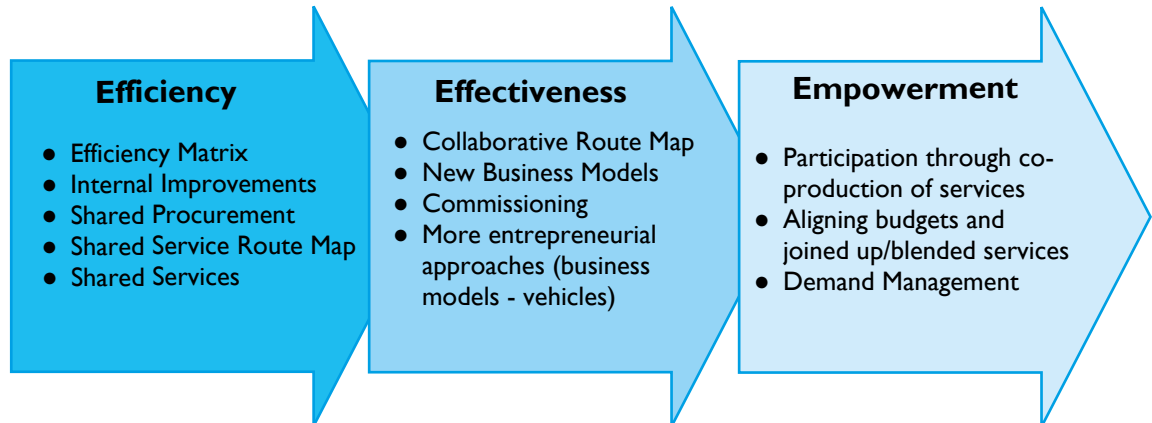 Efficiency
● Efficiency Matrix
● Internal Improvements
● Shared Procurement
● Shared Service Route Map
● Shared Services
Effectiveness
● Collaborative Route Map
● New Business Models
● Commissioning
● More entrepreneurial
approaches (business
models - vehicles)
Empowerment
● Participation through co-
production of services
● Aligning budgets and
joined up/blended services
● Demand Management